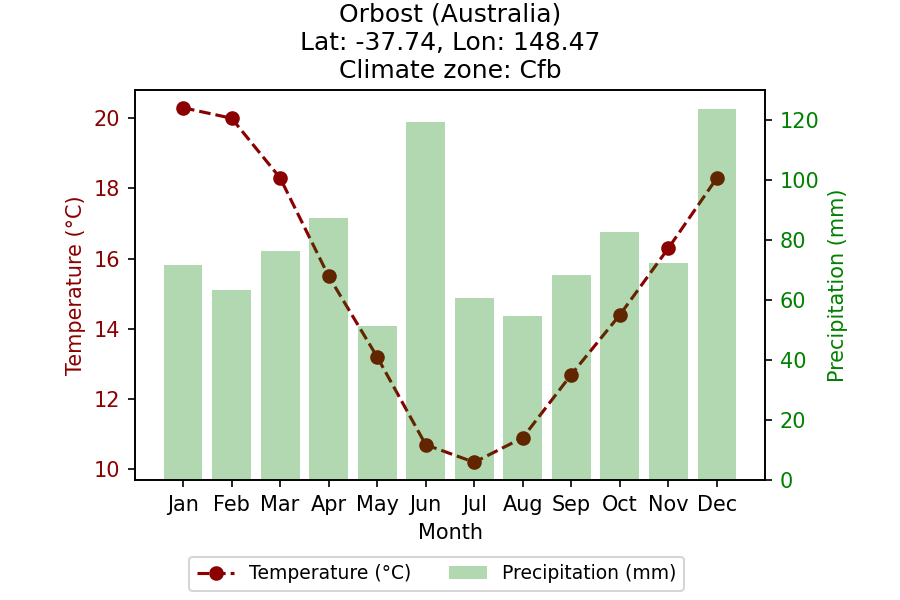 Orbost (Australia)
Lat: -37.74, Lon: 148.47
Climate zone: Cfb
Temperature (°C)
20
18
16
14
12
10
120
100
80
60
40
20
0
Precipitation (mm)
Jan Feb Mar Apr May Jun Jul Aug Sep Oct Nov Dec
Month
Temperature (°C) Precipitation (mm)